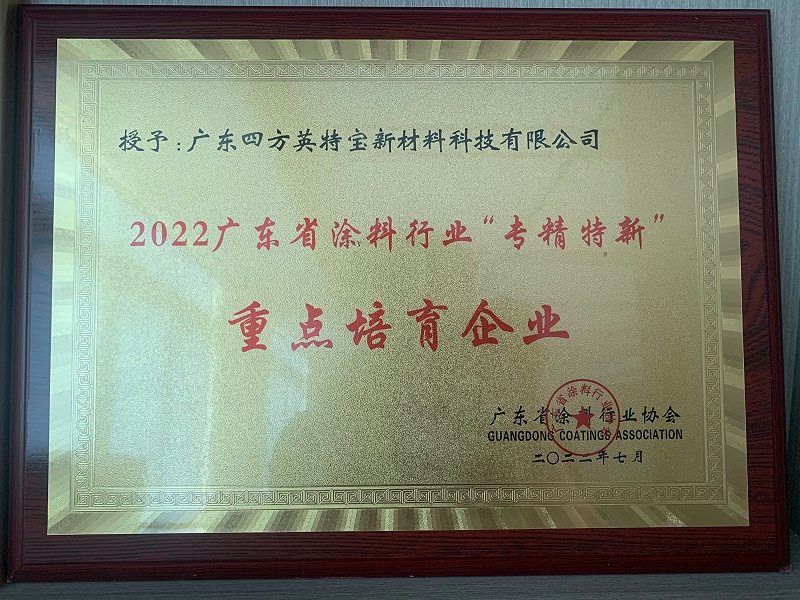 授予:广东四方英特宝新材料科技有限公司
2022广东省涂料行业“专精特新”
重点培育企业
广东省涂料行业协会
GUANGDONG COATINGS ASSOCIATION
二〇二二年七月